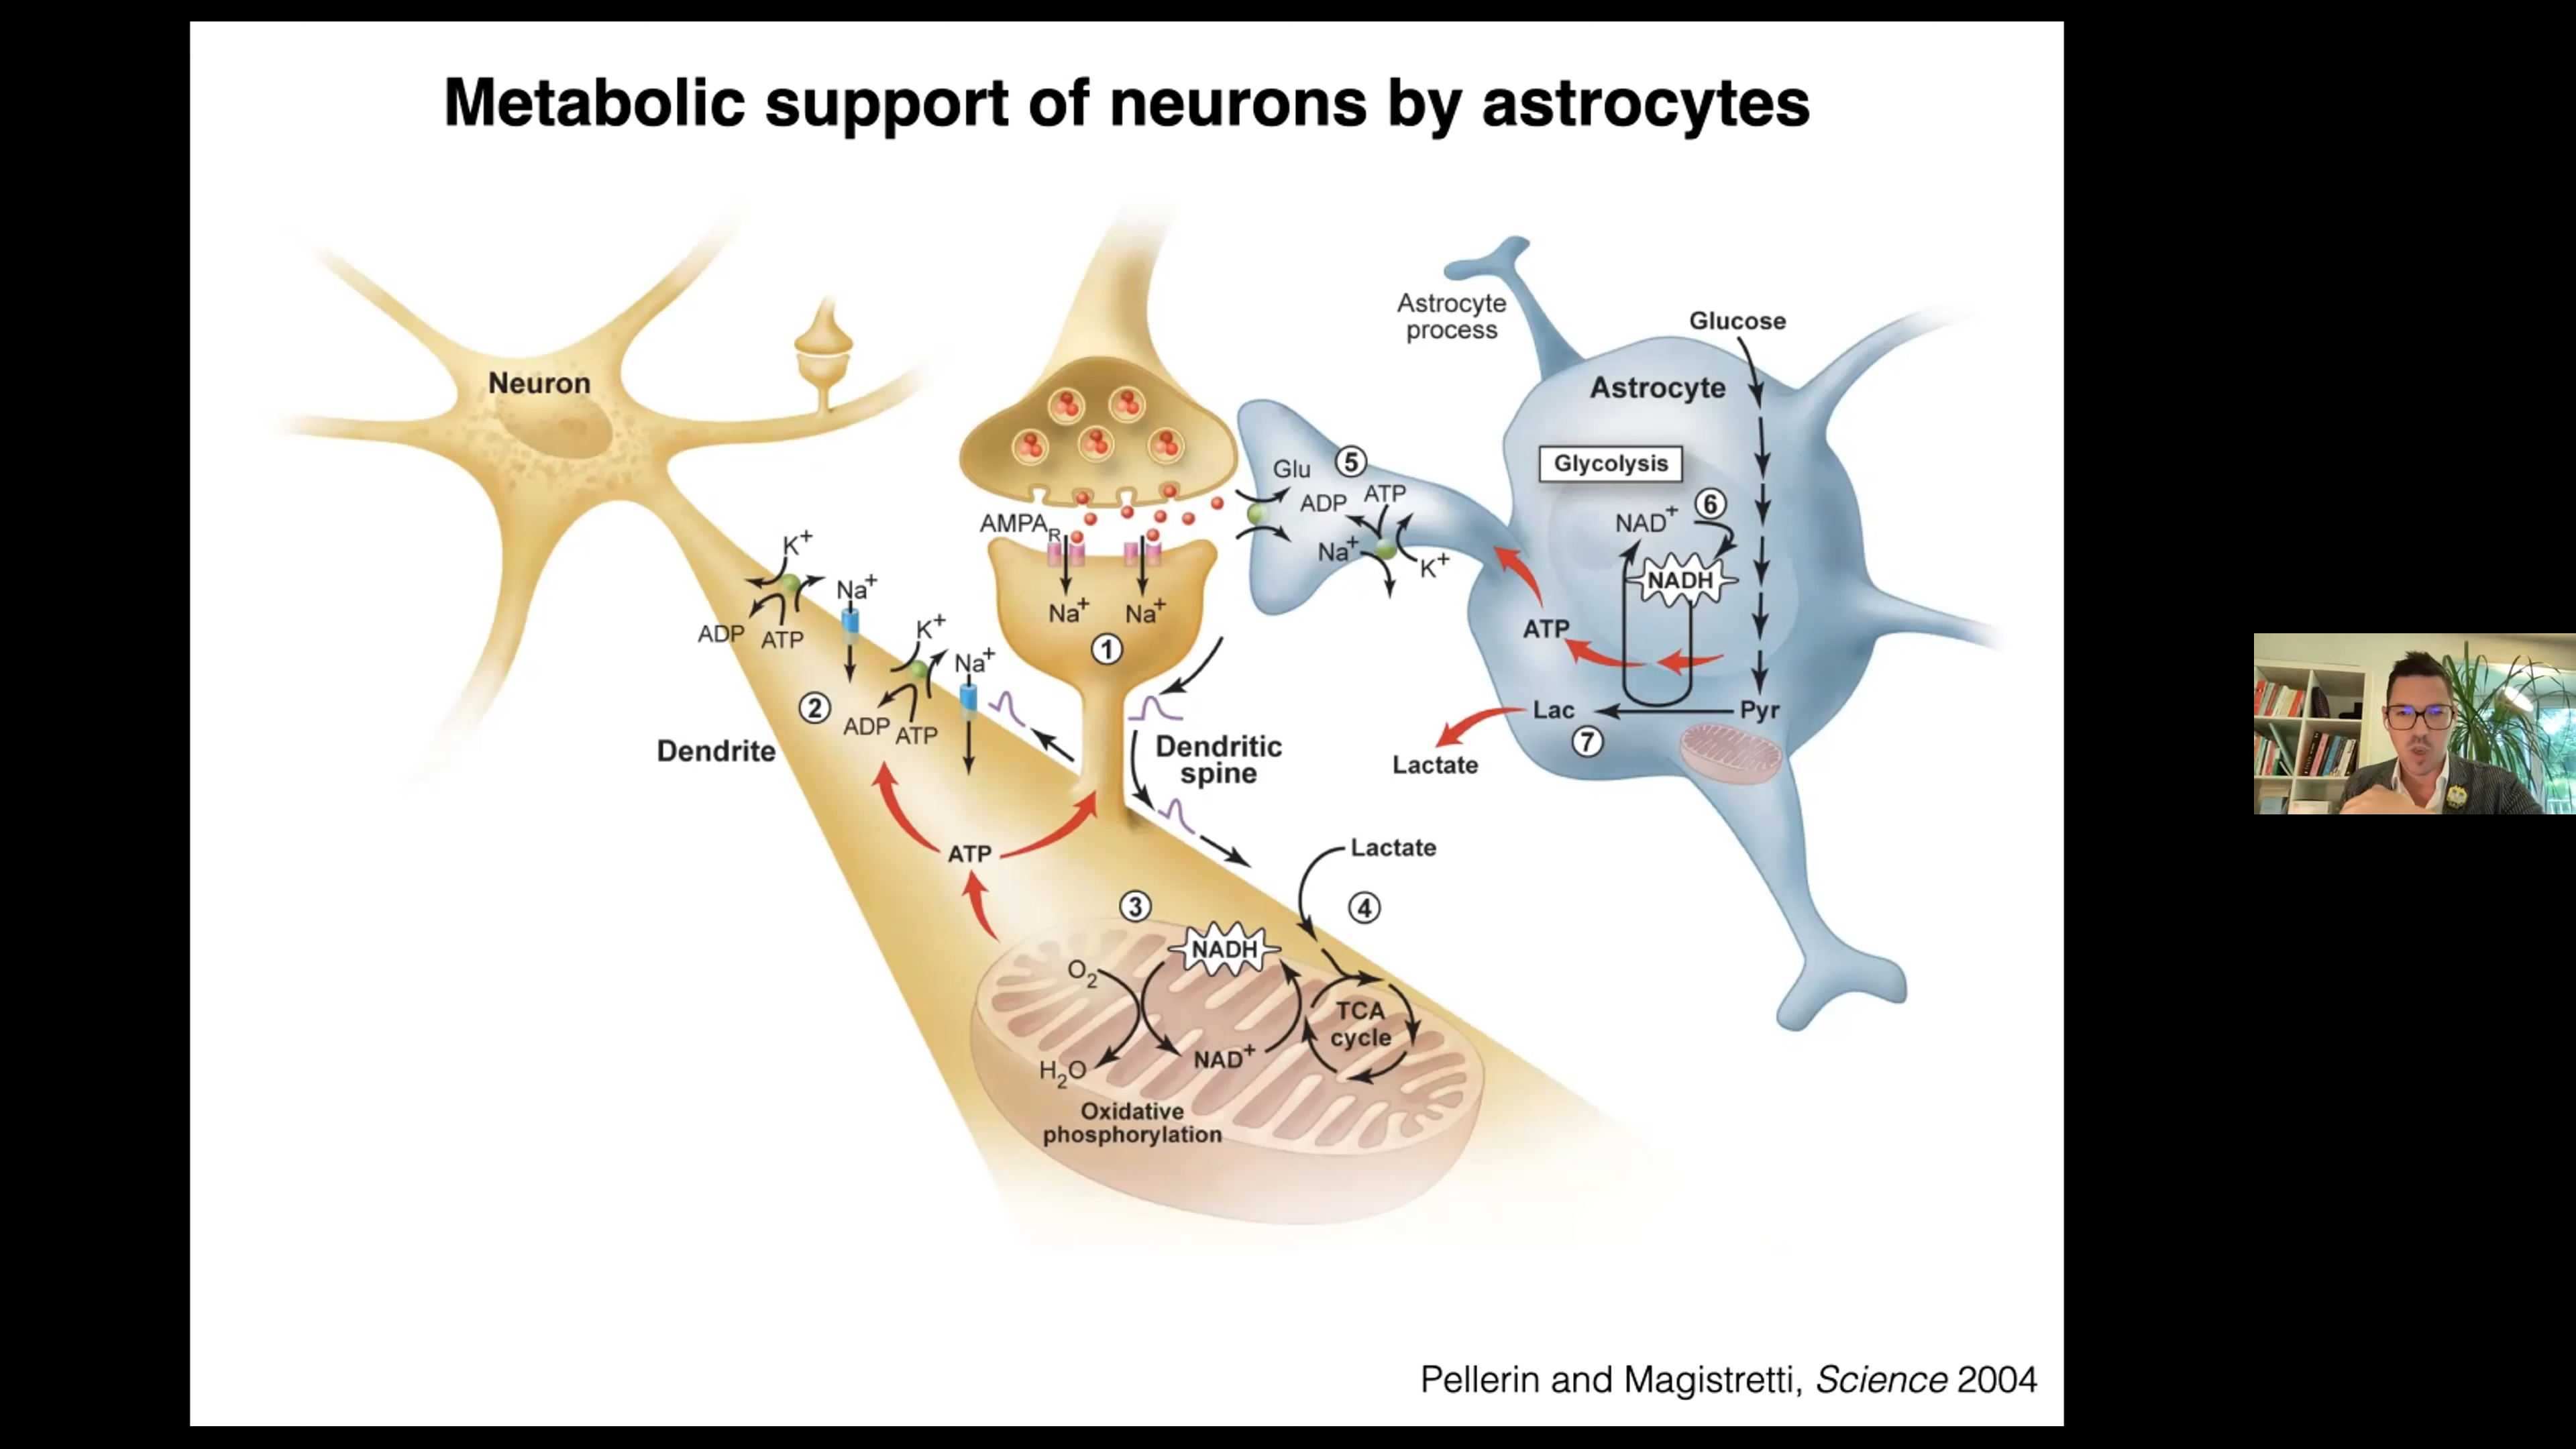 Metabolic support of neurons by astrocytes
Neuron
AMPA_R
Na⁺
Na⁺
①
K⁺
ADP
ATP
Na⁺
K⁺
Na⁺
②
ADP
ATP
Dendrite
Dendritic
spine
ATP
③
NADH
O₂
NAD⁺
H₂O
Oxidative
phosphorylation
TCA
cycle
Lactate
④
Glu
⑤
ADP
ATP
Na⁺
K⁺
Astrocyte
process
Glucose
Astrocyte
Glycolysis
NAD⁺
⑥
NADH
ATP
Lac
Pyr
⑦
Lactate
Pellerin and Magistretti, Science 2004